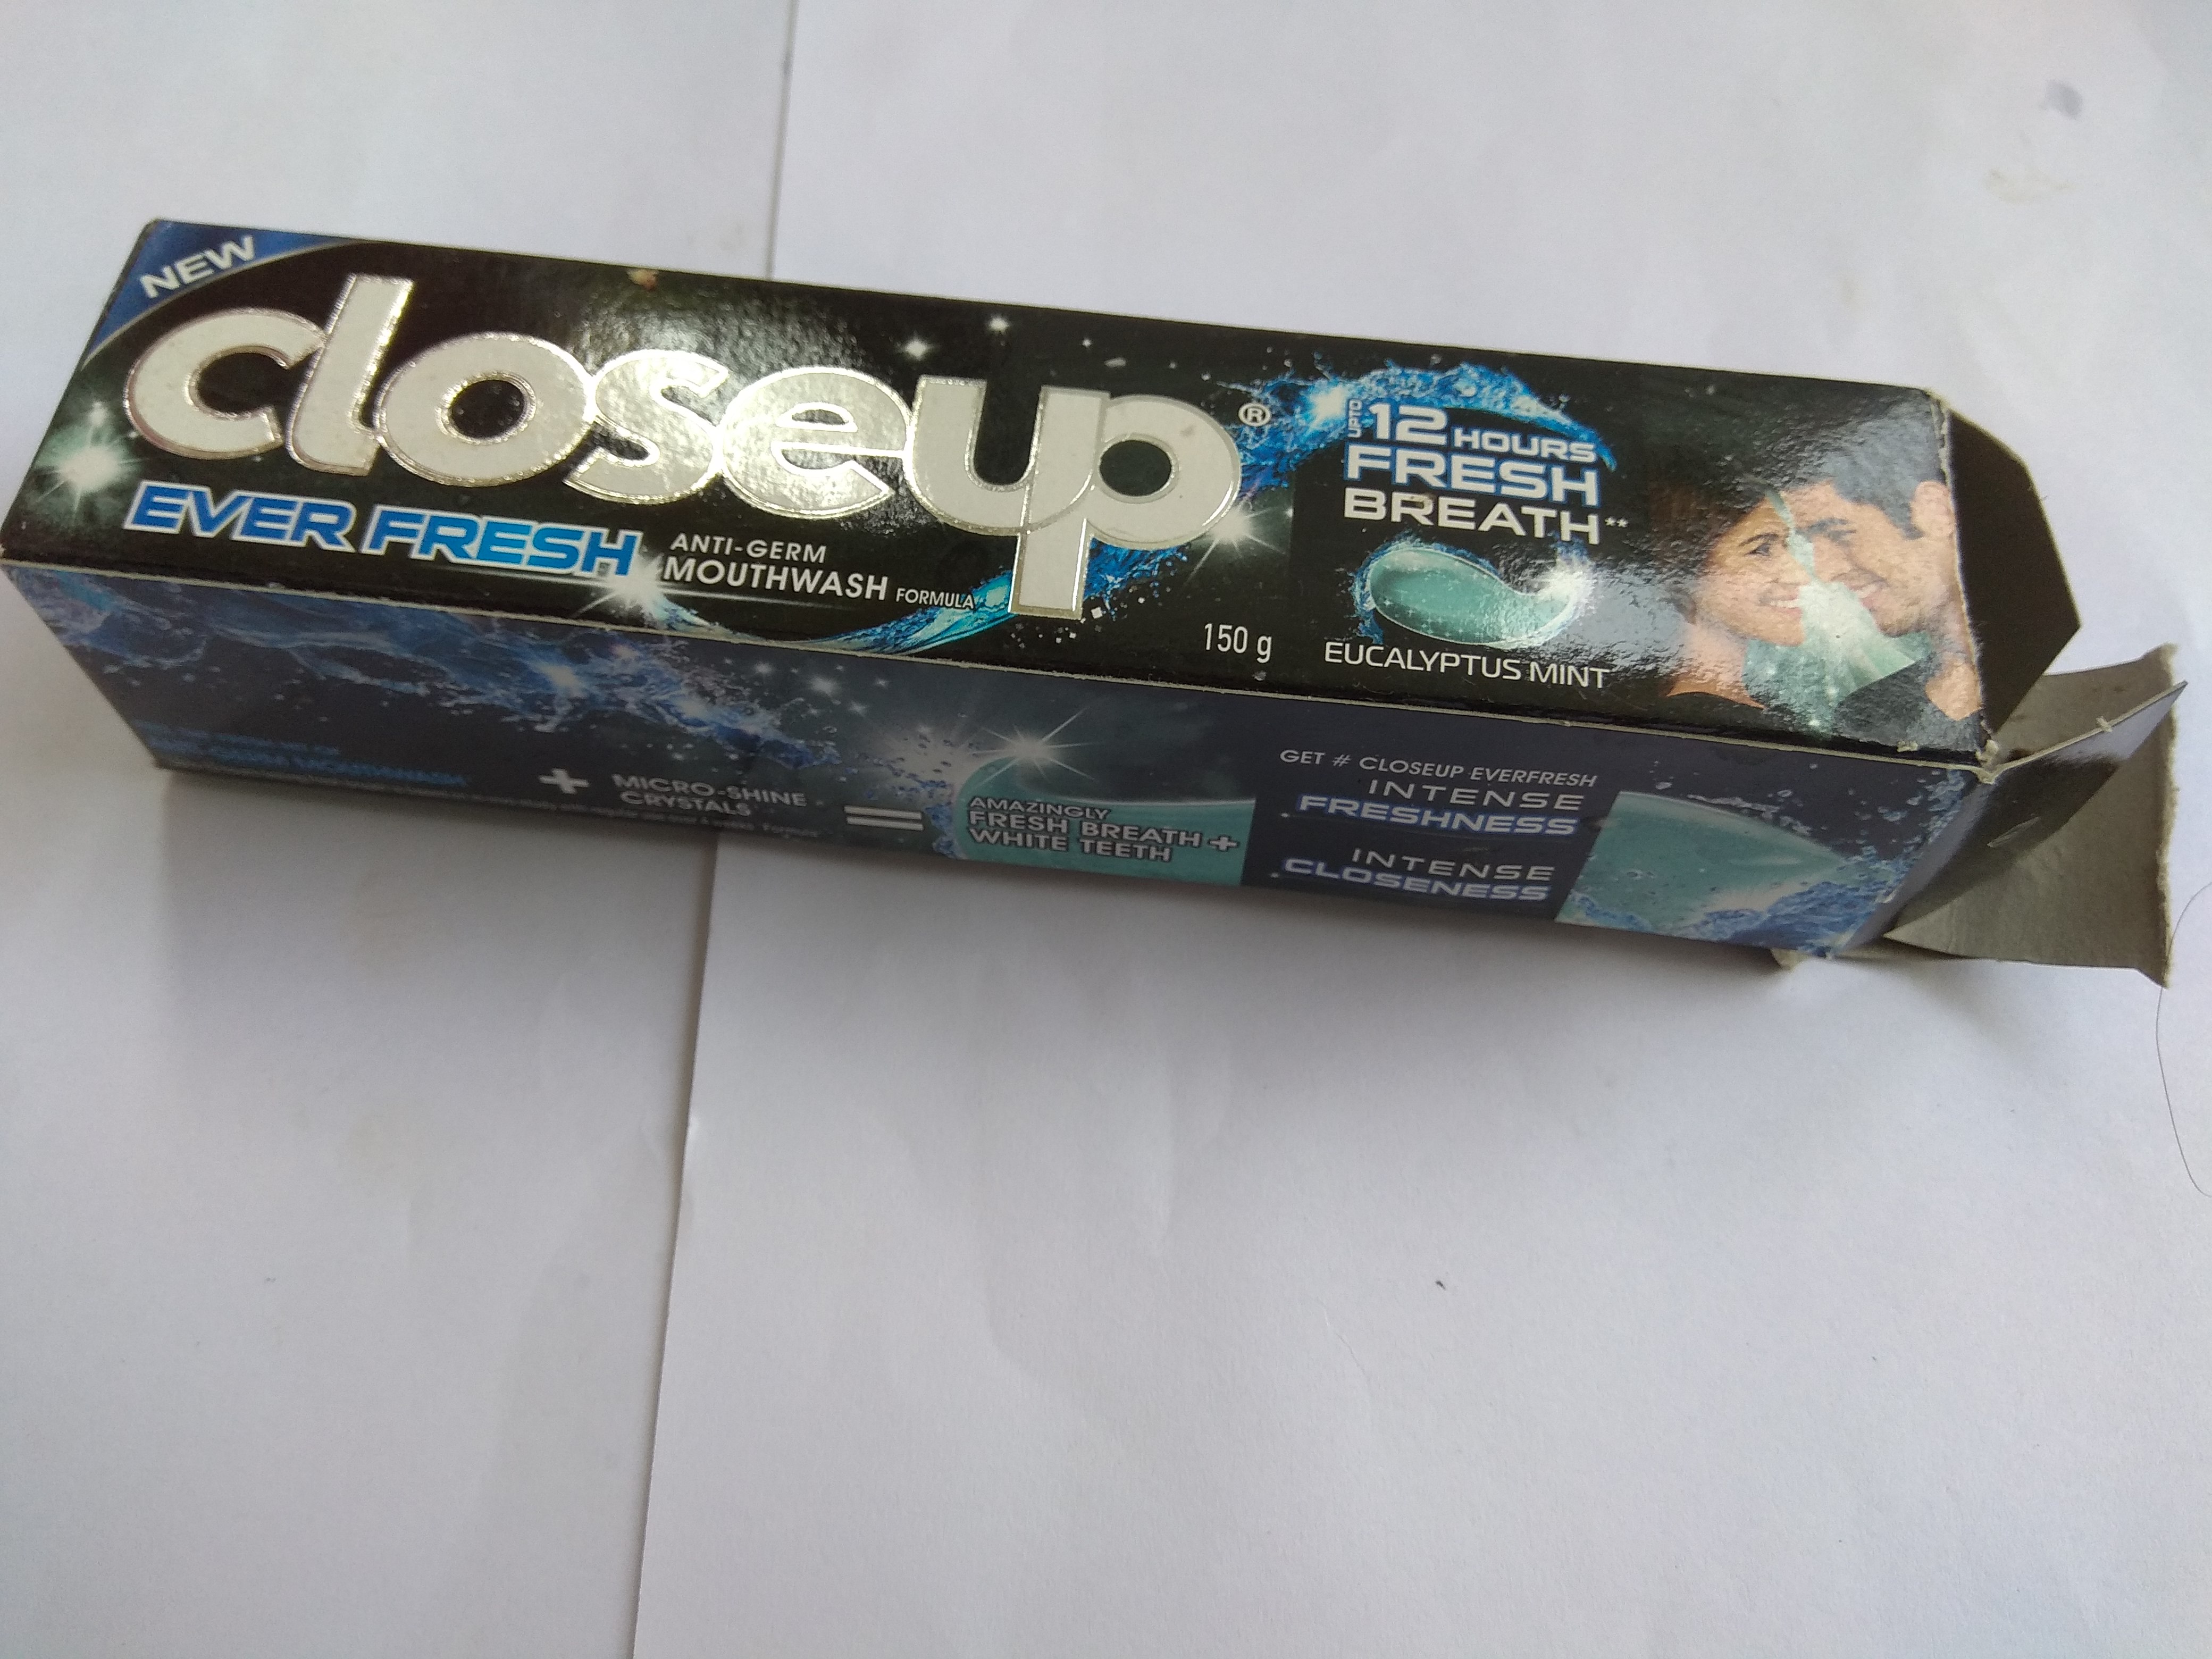 NEW
closeup®
EVER FRESH
ANTI-GERM
MOUTHWASH FORMULA
150 g
UPTO 12 HOURS
FRESH
BREATH**
EUCALYPTUS MINT
MOUTHWASH
+
MICRO-SHINE
CRYSTALS
=
AMAZINGLY
FRESH BREATH +
WHITE TEETH
GET # CLOSEUP EVERFRESH
INTENSE
FRESHNESS
INTENSE
CLOSENESS